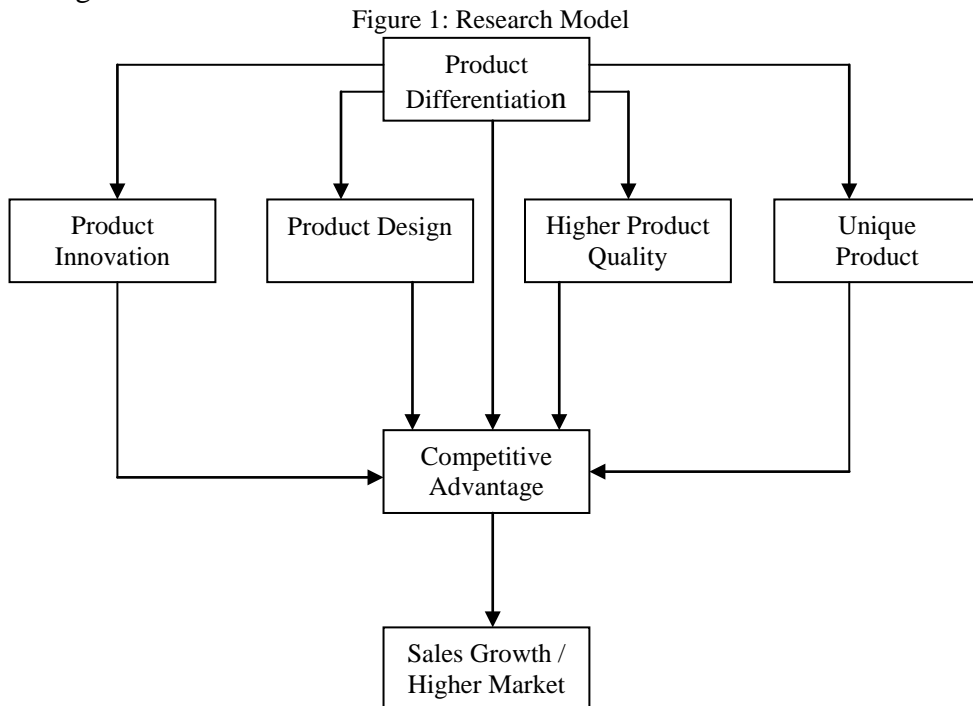 Figure 1: Research Model
Product
Differentiation
Product
Innovation
Product Design
Higher Product
Quality
Unique
Product
Competitive
Advantage
Sales Growth /
Higher Market